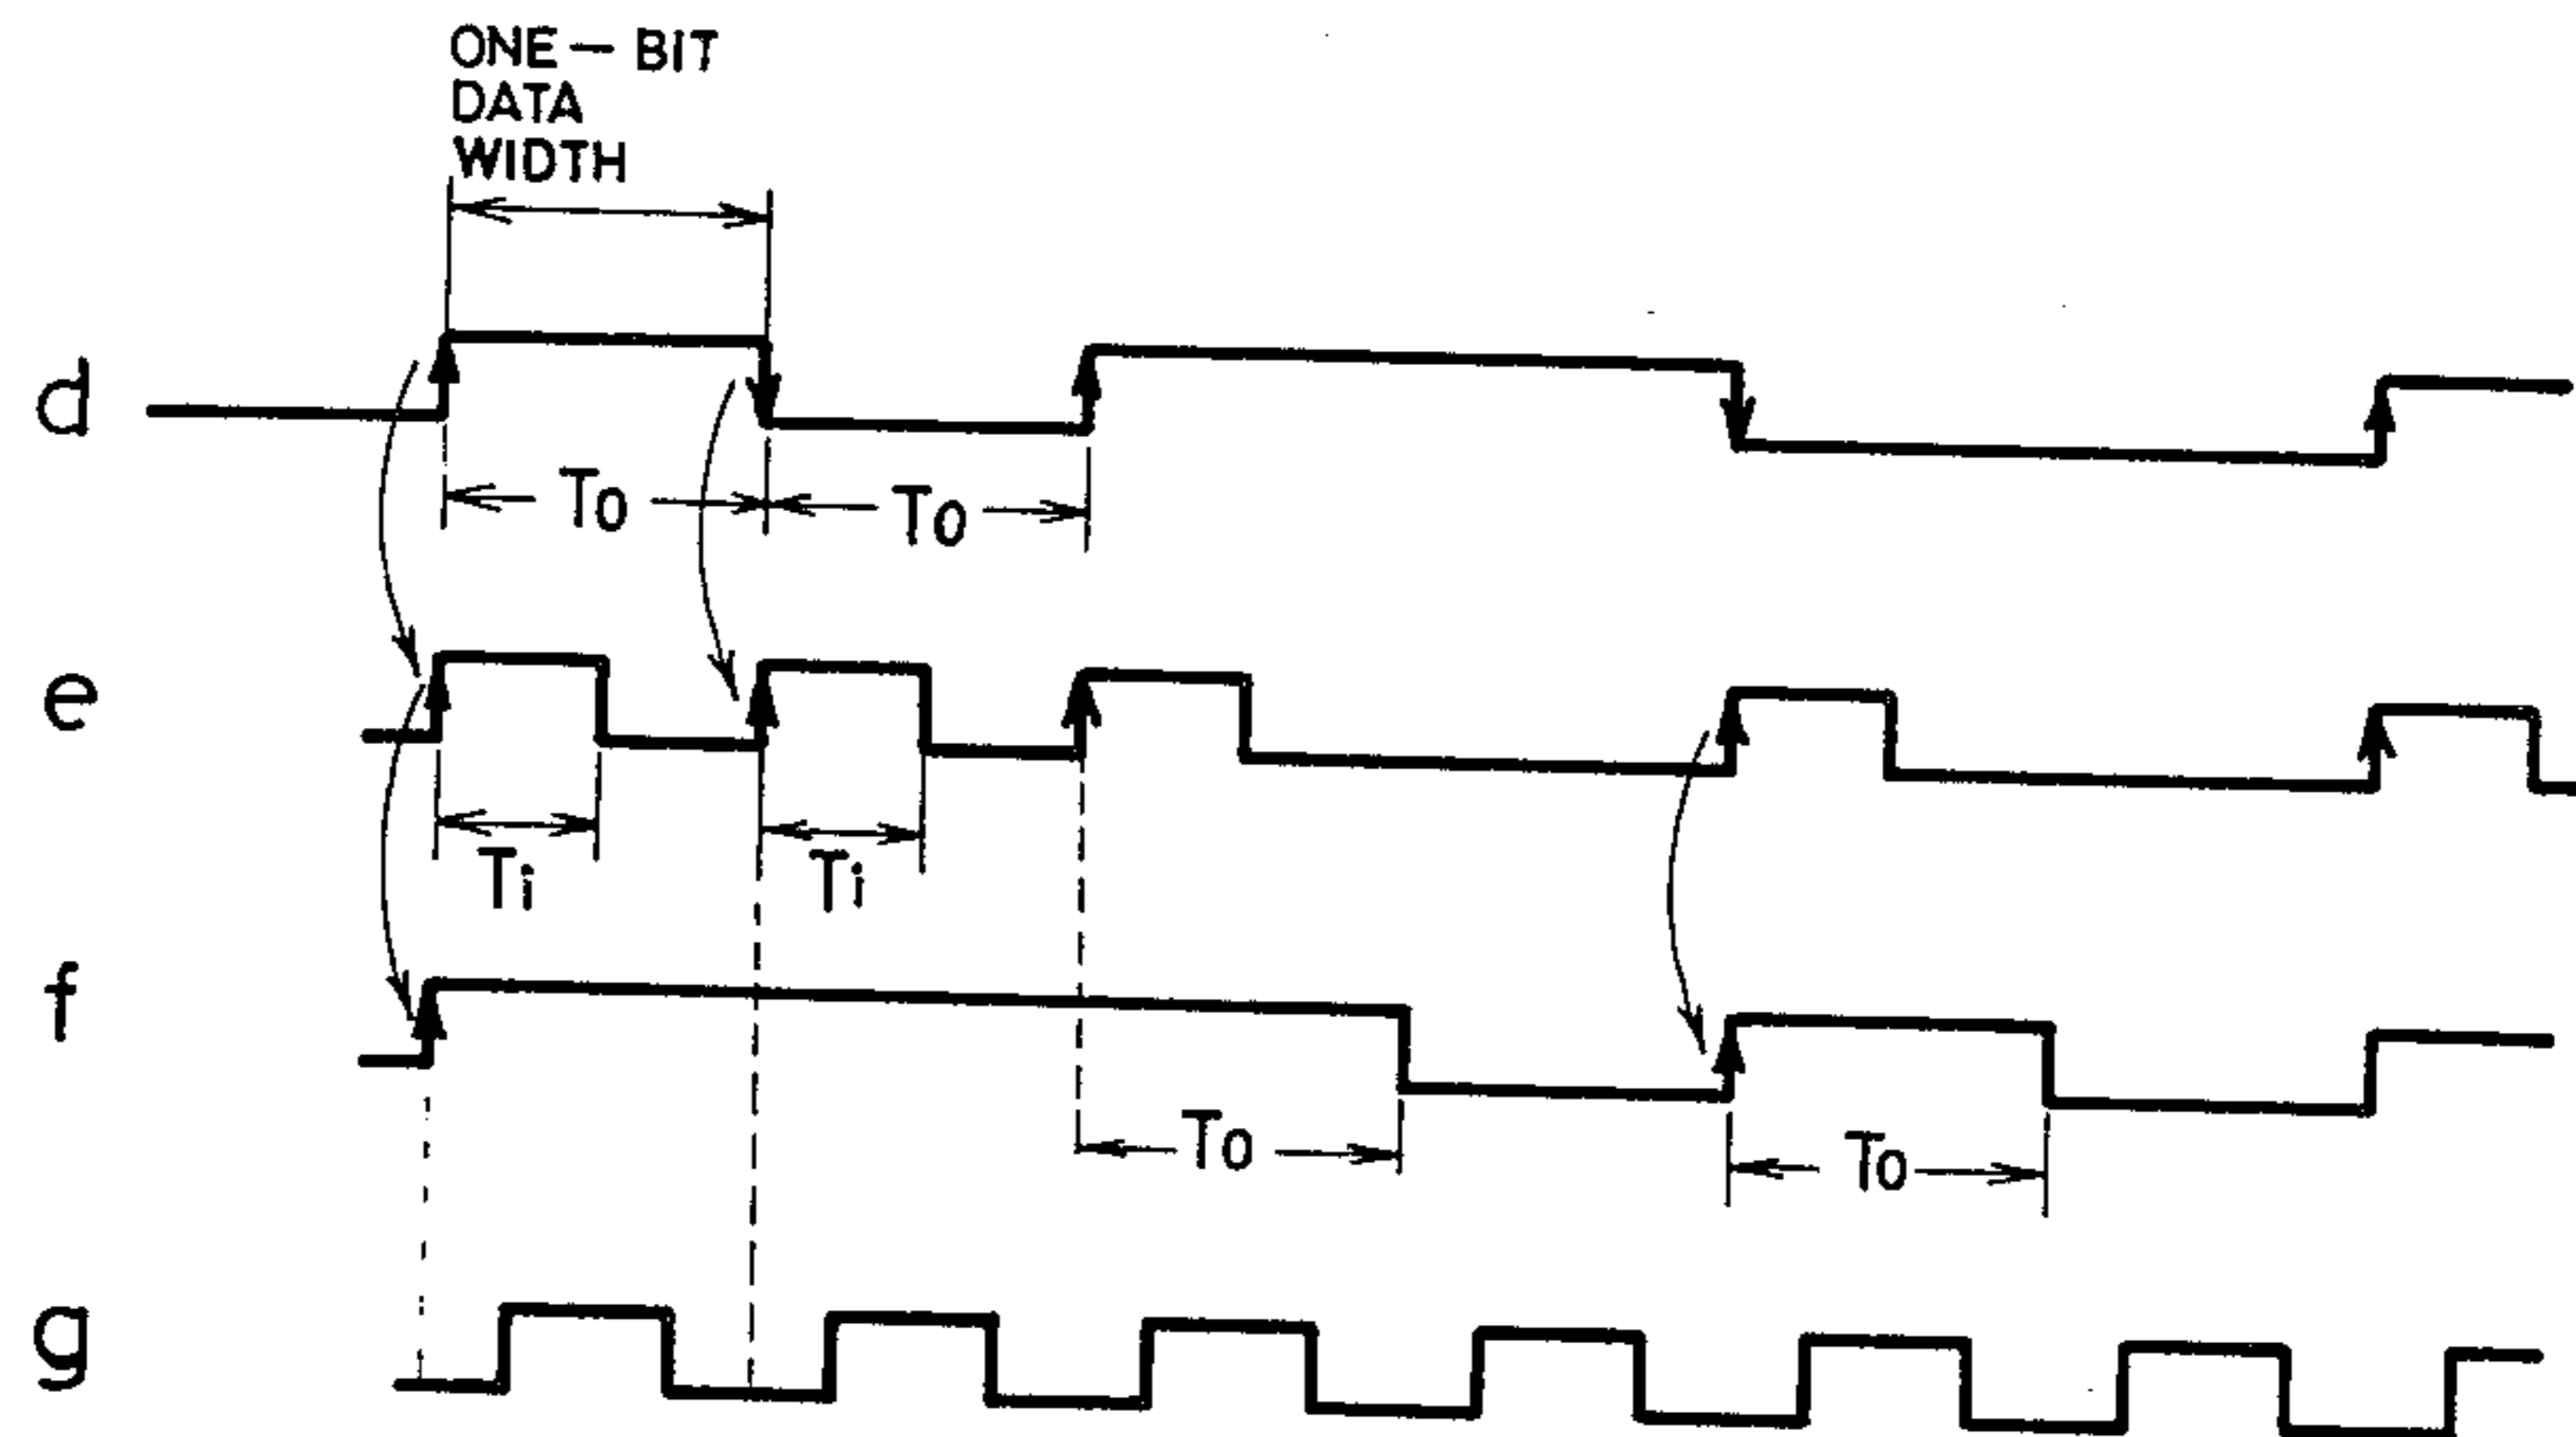 ONE - BIT
DATA
WIDTH
d
To To
e
Ti Ti
f
To To
g